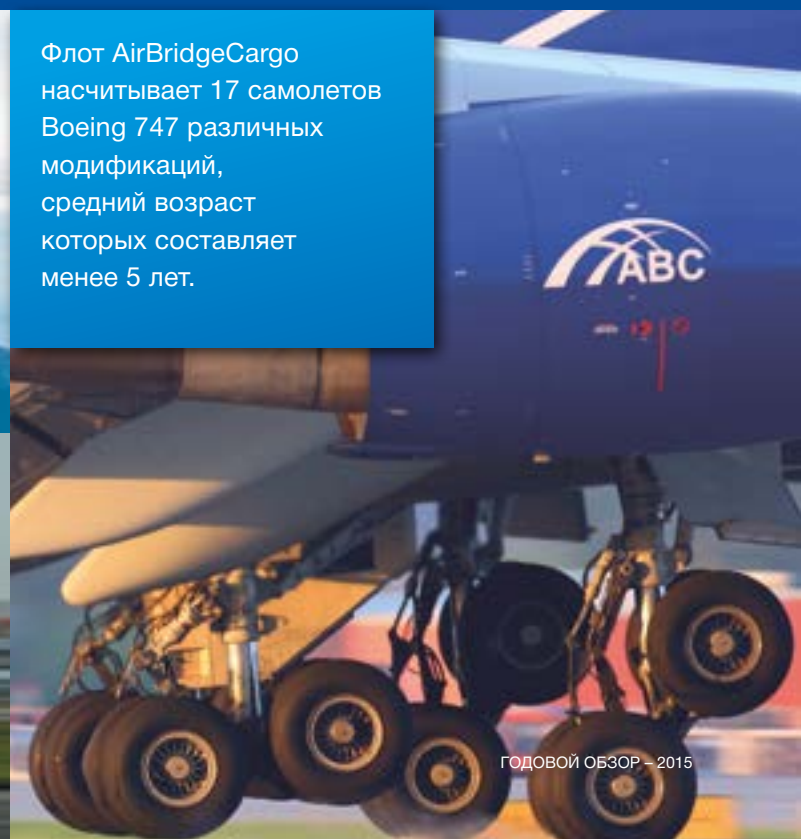 Флот AirBridgeCargo
насчитывает 17 самолетов
Boeing 747 различных
модификаций,
средний возраст
которых составляет
менее 5 лет.
ABC
ГОДОВОЙ ОБЗОР – 2015